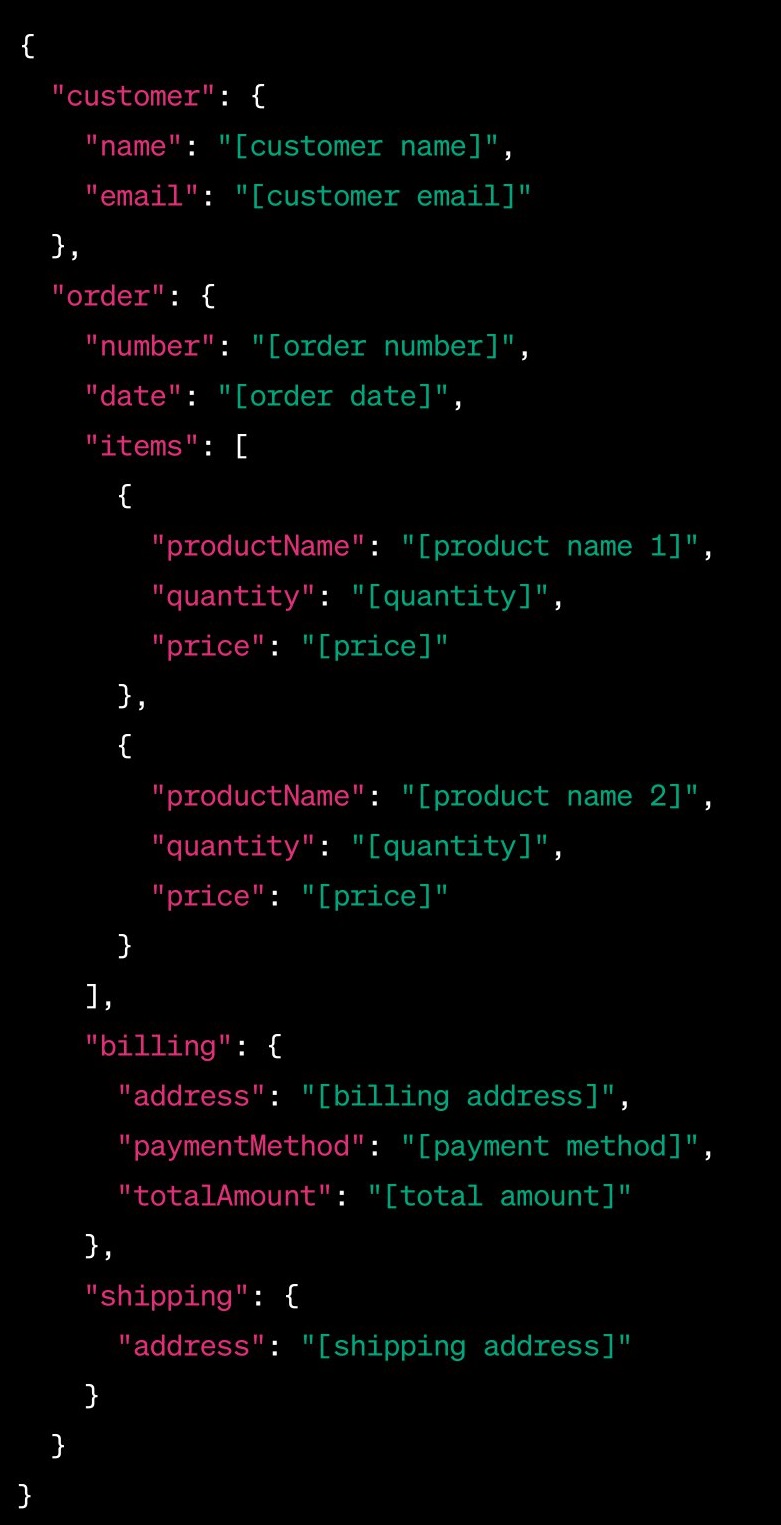 {
  "customer": {
    "name": "[customer name]",
    "email": "[customer email]"
  },
  "order": {
    "number": "[order number]",
    "date": "[order date]",
    "items": [
      {
        "productName": "[product name 1]",
        "quantity": "[quantity]",
        "price": "[price]"
      },
      {
        "productName": "[product name 2]",
        "quantity": "[quantity]",
        "price": "[price]"
      }
    ],
    "billing": {
      "address": "[billing address]",
      "paymentMethod": "[payment method]",
      "totalAmount": "[total amount]"
    },
    "shipping": {
      "address": "[shipping address]"
    }
  }
}